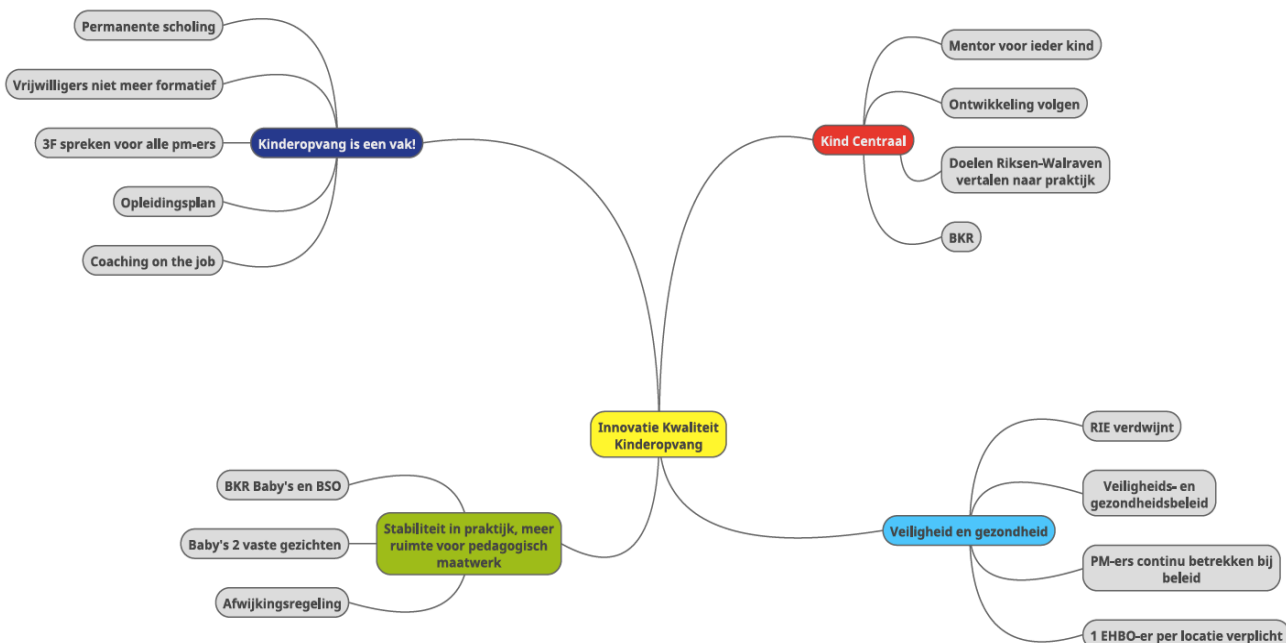 Permanente scholing
Vrijwilligers niet meer formatief
3F spreken voor alle pm-ers
Opleidingsplan
Coaching on the job
Kinderopvang is een vak!
Mentor voor ieder kind
Ontwikkeling volgen
Kind Centraal
Doelen Riksen-Walraven
vertalen naar praktijk
BKR
Innovatie Kwaliteit
Kinderopvang
BKR Baby's en BSO
Baby's 2 vaste gezichten
Afwijkingsregeling
Stabiliteit in praktijk, meer
ruimte voor pedagogisch
maatwerk
RIE verdwijnt
Veiligheids- en
gezondheidsbeleid
Veiligheid en gezondheid
PM-ers continu betrekken bij
beleid
1 EHBO-er per locatie verplicht